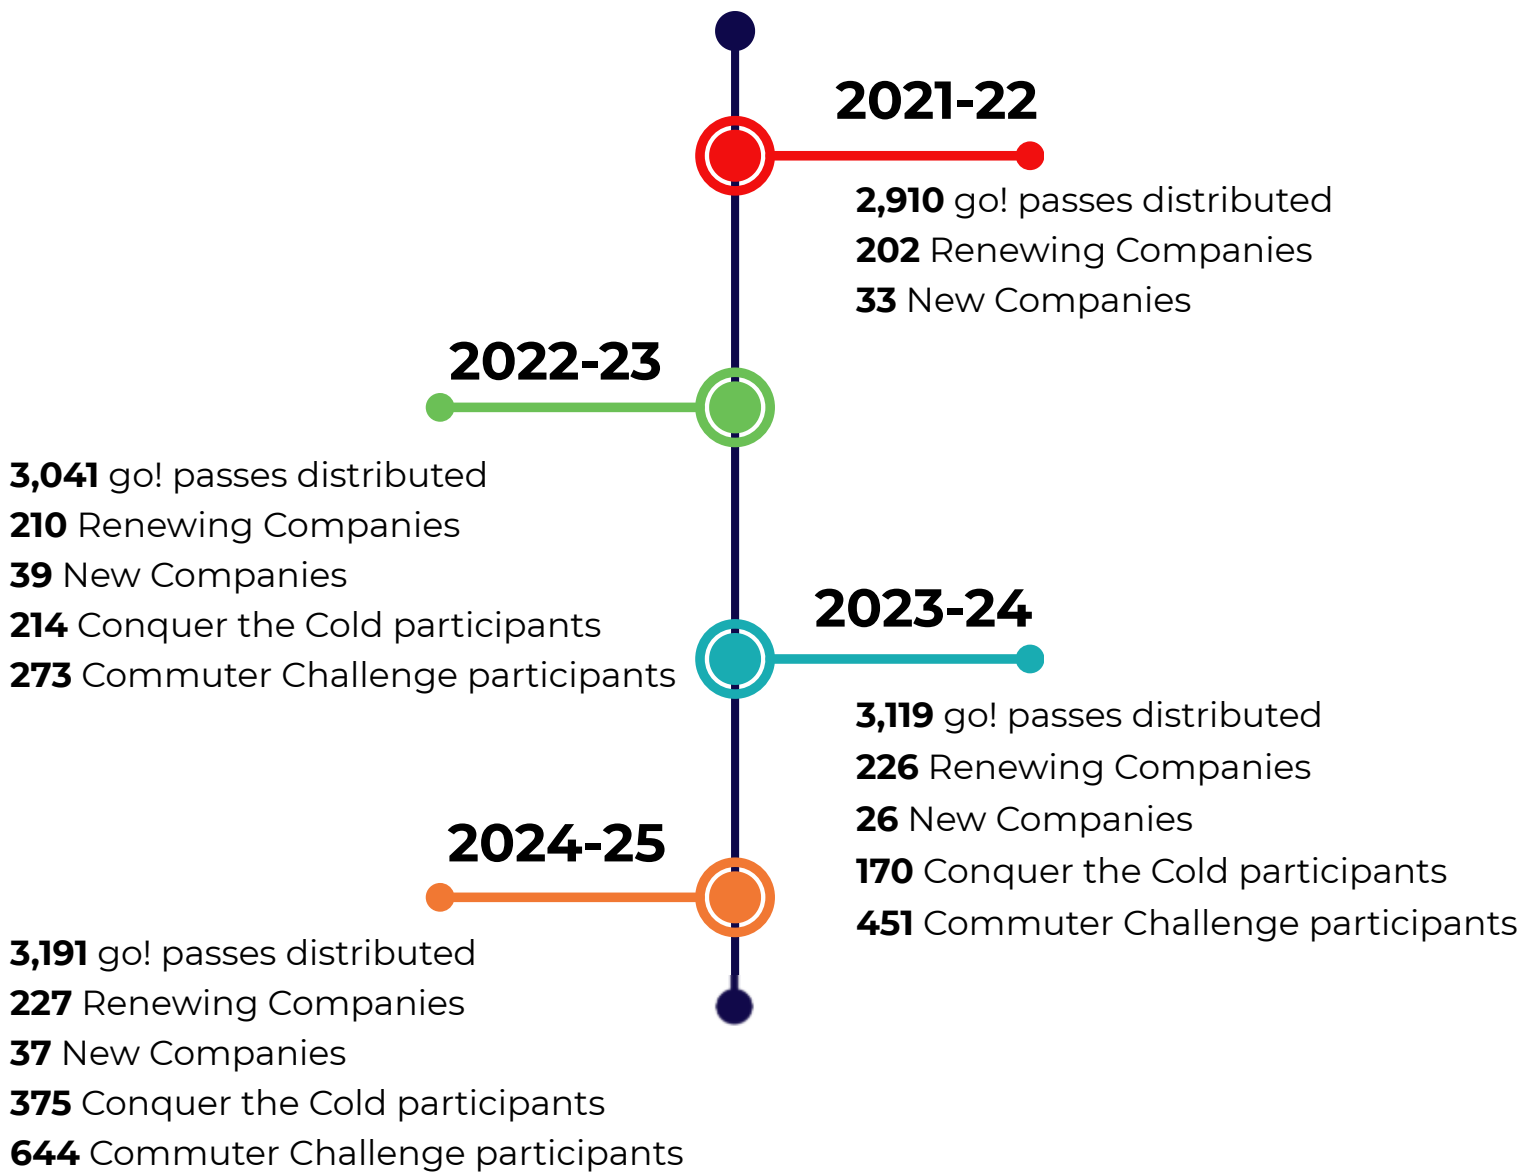 2021-22
2,910 go! passes distributed
202 Renewing Companies
33 New Companies
2022-23
3,041 go! passes distributed
210 Renewing Companies
39 New Companies
214 Conquer the Cold participants
273 Commuter Challenge participants
2023-24
3,119 go! passes distributed
226 Renewing Companies
26 New Companies
170 Conquer the Cold participants
451 Commuter Challenge participants
2024-25
3,191 go! passes distributed
227 Renewing Companies
37 New Companies
375 Conquer the Cold participants
644 Commuter Challenge participants